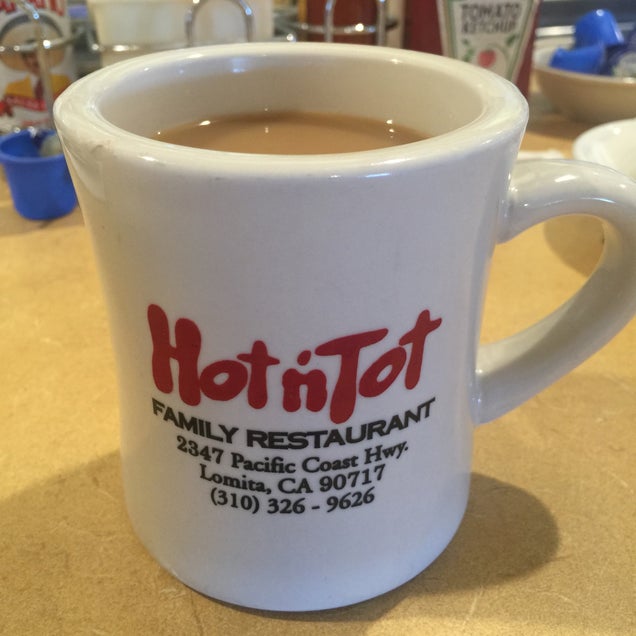 TOMATO
KETCHUP
Hot 'n Tot
FAMILY RESTAURANT
2347 Pacific Coast Hwy.
Lomita, CA 90717
(310) 326 - 9626